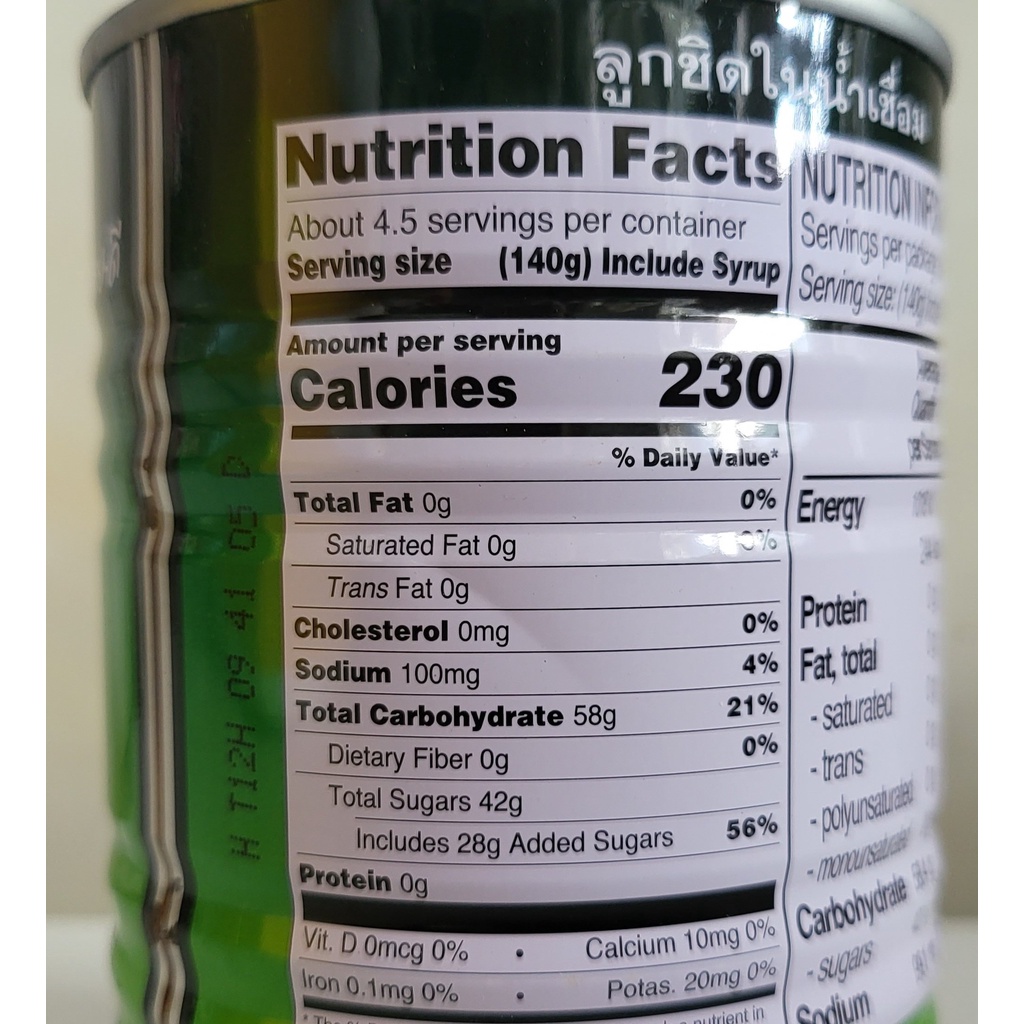 ลูกชิดในน้ำเชื่อม
Nutrition Facts
About 4.5 servings per container
Serving size (140g) Include Syrup
Amount per serving
Calories 230
% Daily Value*
Total Fat 0g 0%
Saturated Fat 0g 0%
Trans Fat 0g
Cholesterol 0mg 0%
Sodium 100mg 4%
Total Carbohydrate 58g 21%
Dietary Fiber 0g 0%
Total Sugars 42g
Includes 28g Added Sugars 56%
Protein 0g
Vit. D 0mcg 0% • Calcium 10mg 0%
Iron 0.1mg 0% • Potas. 20mg 0%
nutrient in
NUTRITION
Servings per
Serving size:
Energy
Protein
Fat, total
- saturated
- trans
- polyunsaturated
- monounsaturated
Carbohydrate
- sugars
Sodium
H T12H 09 41 05 D